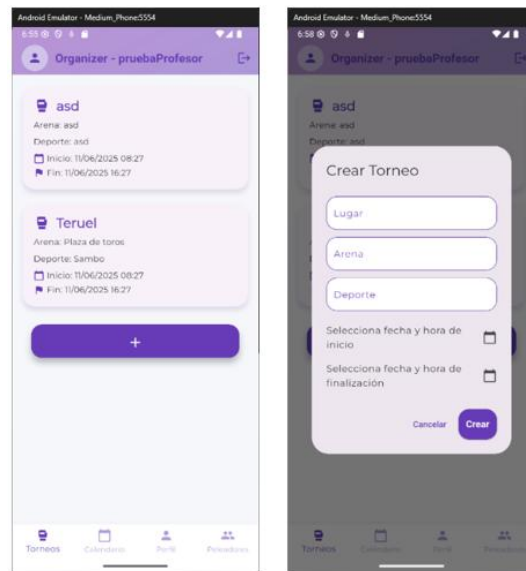 Android Emulator - Medium_Phone:5554
6:55
Organizer - pruebaProfesor
asd
Arena: asd
Deporte: asd
Inicio: 11/06/2025 08:27
Fin: 11/06/2025 16:27
Teruel
Arena: Plaza de toros
Deporte: Sambo
Inicio: 11/06/2025 08:27
Fin: 11/06/2025 16:27
+
Torneos
Calendario
Perfil
Peleadores
Android Emulator - Medium_Phone:5554
6:58
Organizer - pruebaProfesor
asd
Arena: asd
Deporte: asd
Crear Torneo
Lugar
Arena
Deporte
Selecciona fecha y hora de
inicio
Selecciona fecha y hora de
finalización
Cancelar
Crear
Torneos
Calendario
Perfil
Peleadores